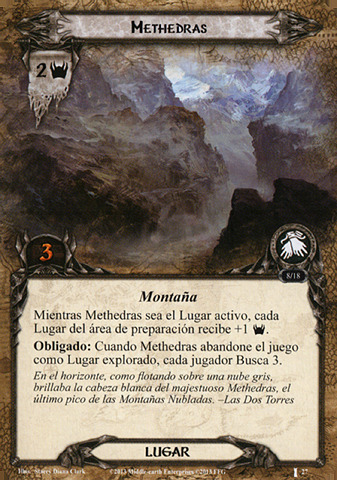 METHEDRAS
2
3
8/18
Montaña
Mientras Methedras sea el Lugar activo, cada
Lugar del área de preparación recibe +1
Obligado: Cuando Methedras abandone el juego
como Lugar explorado, cada jugador Busca 3.
En el horizonte, como flotando sobre una nube gris,
brillaba la cabeza blanca del majestuoso Methedras, el
último pico de las Montañas Nubladas. –Las Dos Torres
LUGAR
Diana Clark
©2013 Middle-earth Enterprises ©2013 FFG
27